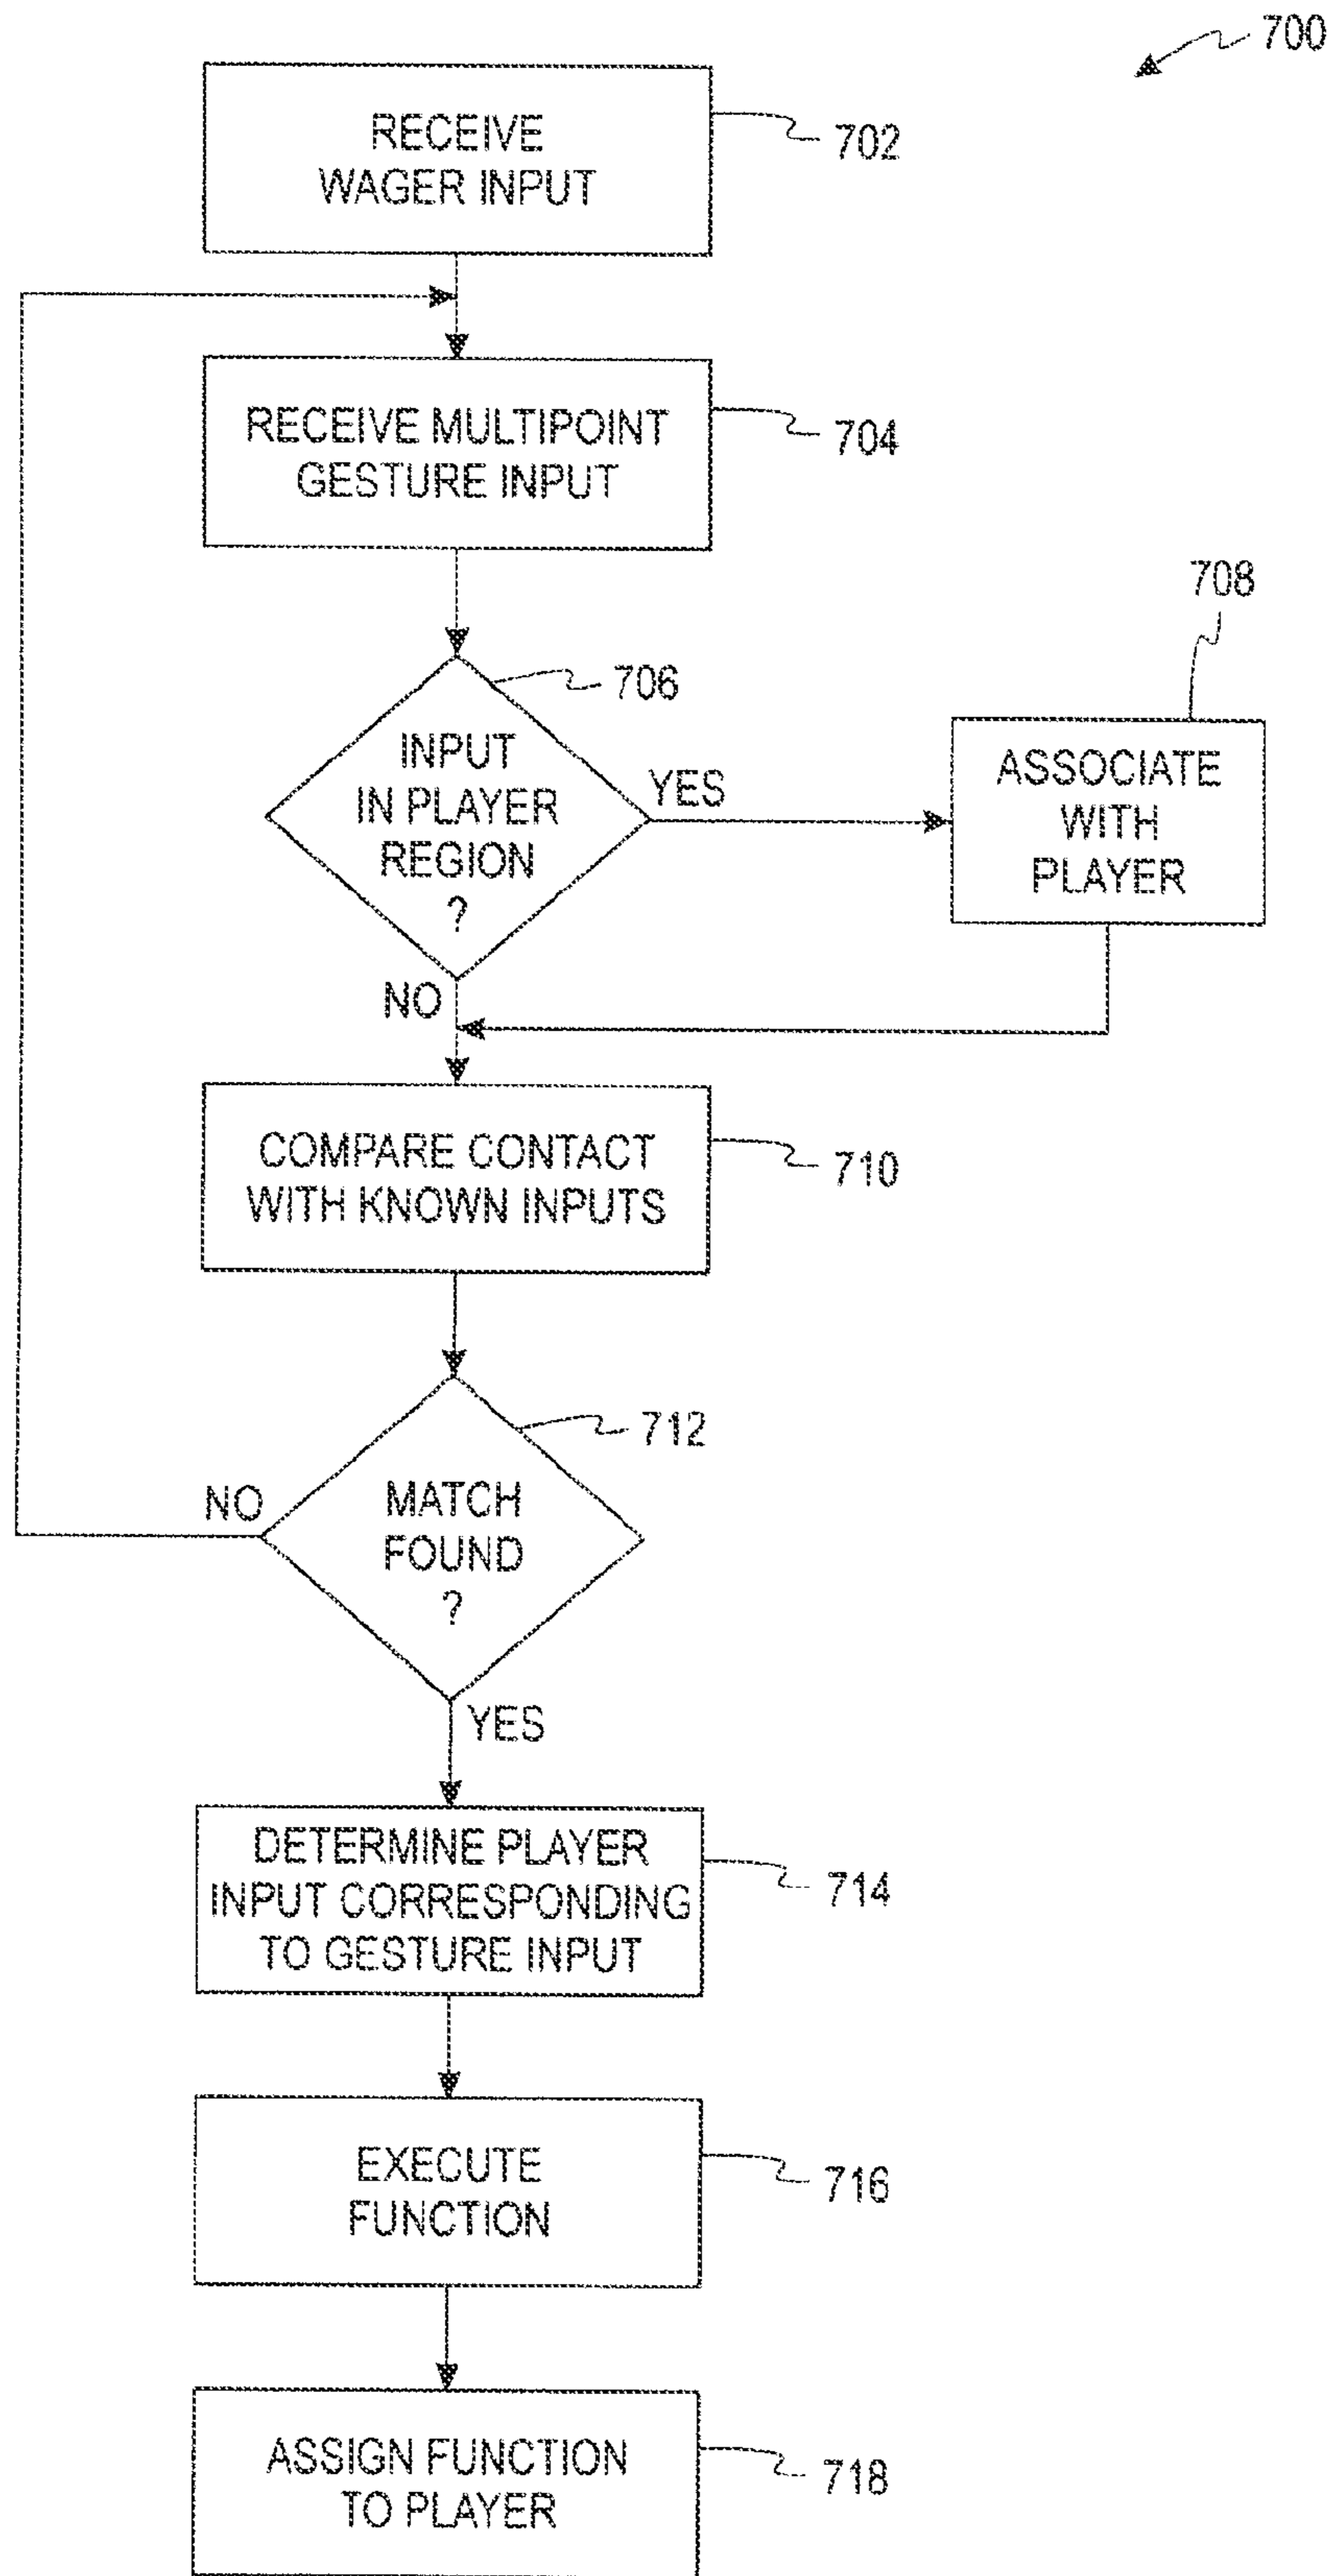 700
RECEIVE
WAGER INPUT
702
RECEIVE MULTIPOINT
GESTURE INPUT
704
708
706
INPUT
IN PLAYER
REGION
?
YES
ASSOCIATE
WITH
PLAYER
NO
COMPARE CONTACT
WITH KNOWN INPUTS
710
712
NO
MATCH
FOUND
?
YES
DETERMINE PLAYER
INPUT CORRESPONDING
TO GESTURE INPUT
714
EXECUTE
FUNCTION
716
ASSIGN FUNCTION
TO PLAYER
718